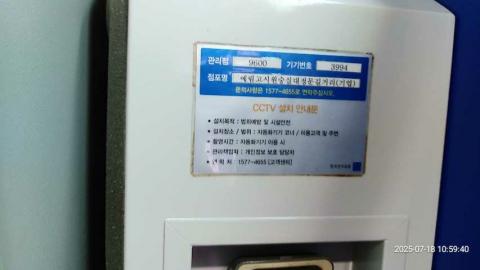 관리점 9600 기기번호 3994
점포명 에림고시원숭실대정문길거리(기업)
문의사항은 1577-4655로 연락주십시오.
CCTV 설치 안내문
• 설치목적 : 범죄예방 및 시설안전
• 설치장소 / 범위 : 자동화기기 코너 / 이용고객 및 주변
• 촬영시간 : 자동화기기 이용 시
• 관리책임자 : 개인정보 보호 담당자
• 연 락 처 : 1577-4655 [고객센터]
2025-07-18 10:59:40